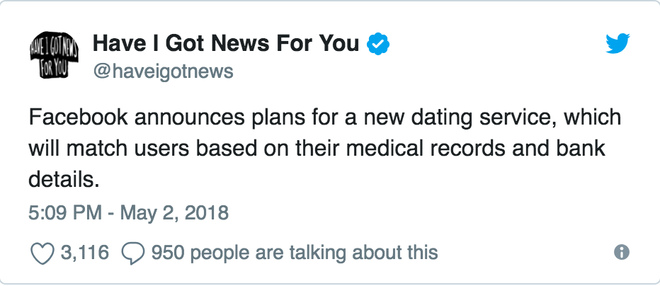 HAVE I GOT NEWS
FOR YOU
Have I Got News For You
@haveigotnews
Facebook announces plans for a new dating service, which
will match users based on their medical records and bank
details.
5:09 PM - May 2, 2018
3,116 950 people are talking about this